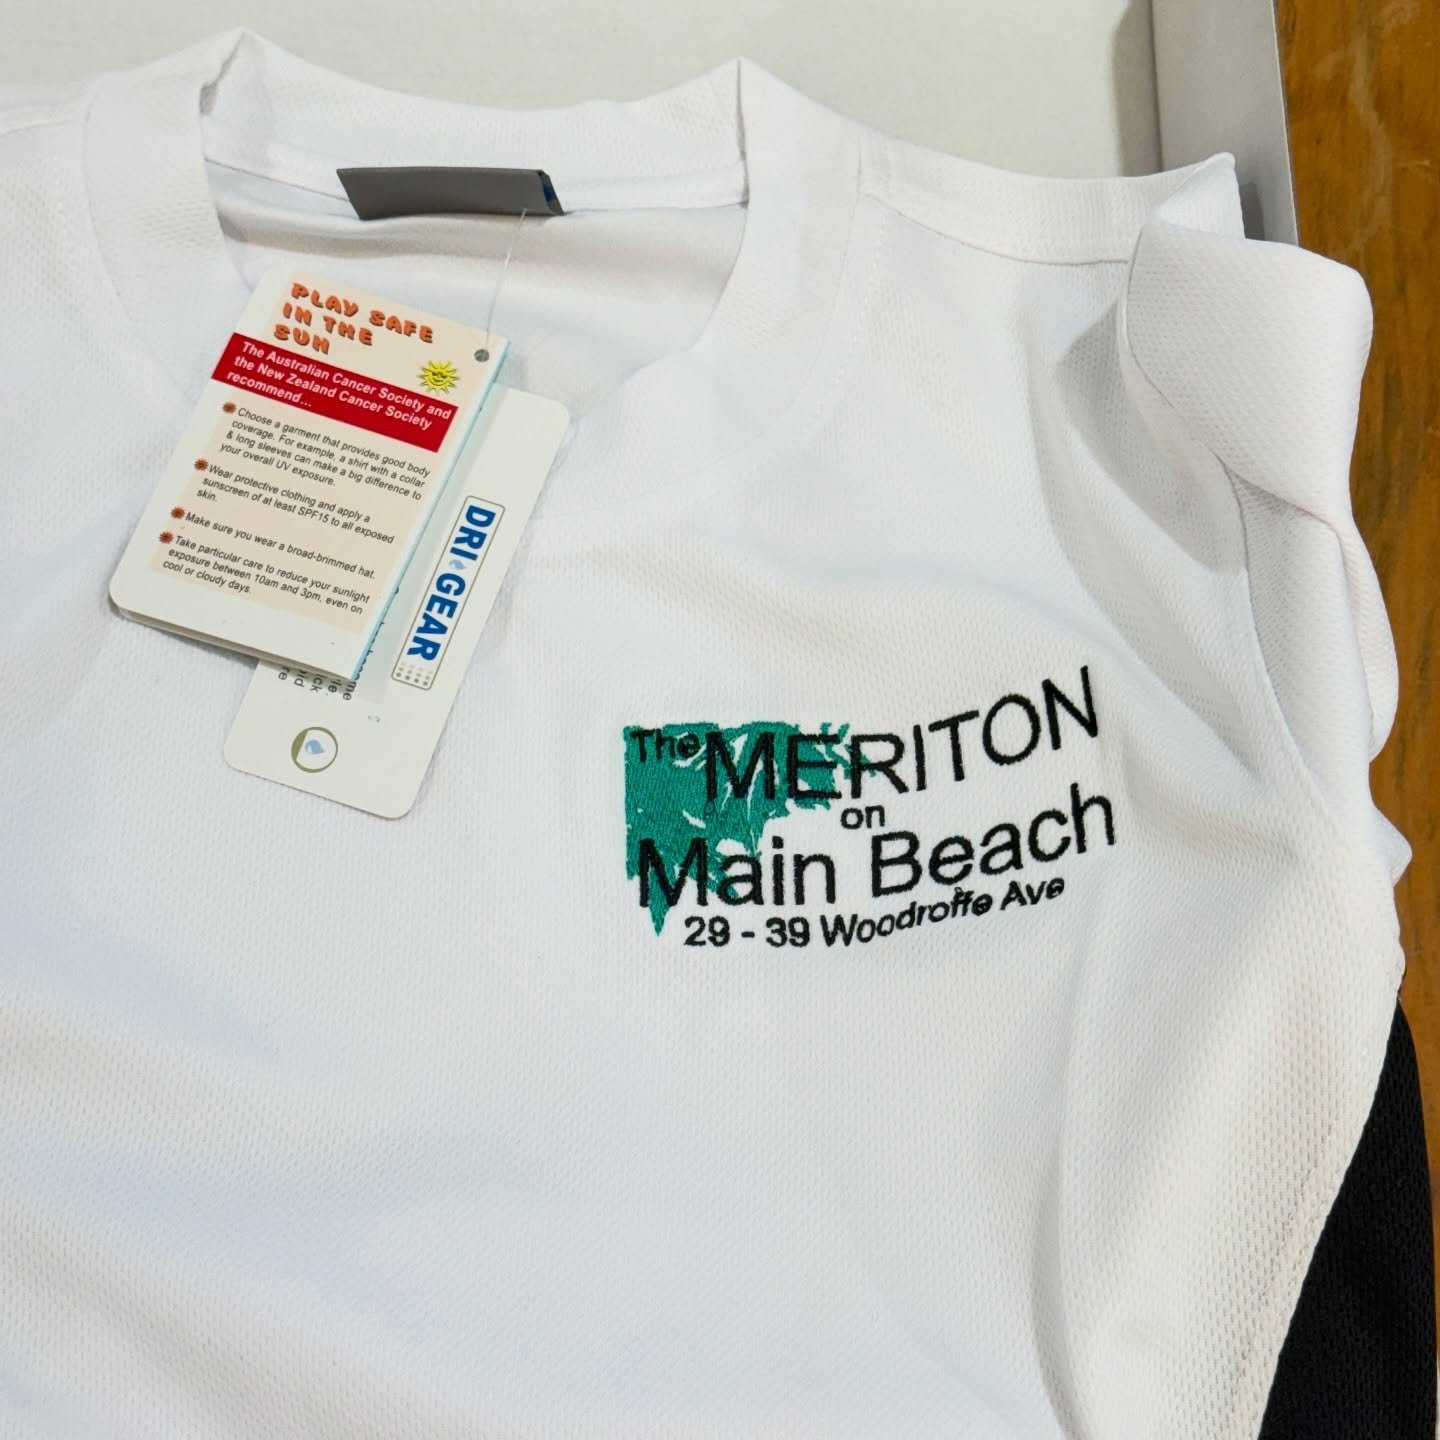 PLAY SAFE
IN THE
SUN
The Australian Cancer Society and
the New Zealand Cancer Society
recommend...
Choose a garment that provides good body
coverage. For example, a shirt with a collar
& long sleeves can make a big difference to
your overall UV exposure.
Wear protective clothing and apply a
sunscreen of at least SPF15 to all exposed
skin.
Make sure you wear a broad-brimmed hat.
Take particular care to reduce your sunlight
exposure between 10am and 3pm, even on
cool or cloudy days.
DRI GEAR
The MERITON
on
Main Beach
29 - 39 Woodroffe Ave